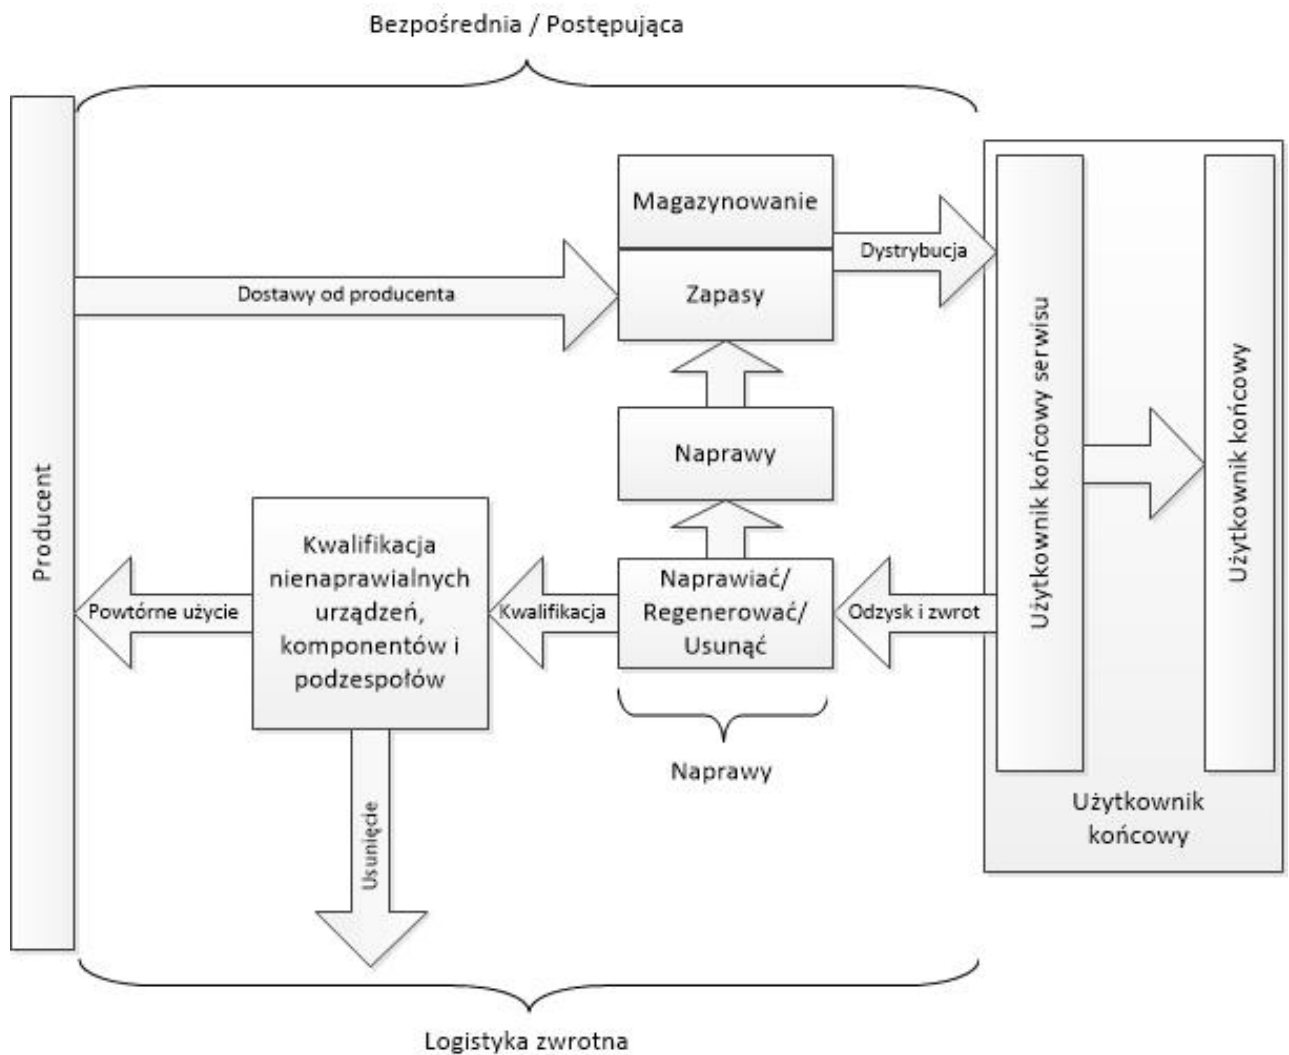 Bezpośrednia / Postępująca
Magazynowanie
Dystrybucja
Dostawy od producenta
Zapasy
Użytkownik końcowy serwisu
Użytkownik końcowy
Naprawy
Producent
Kwalifikacja
nienaprawialnych
urządzeń,
komponentów i
podzespołów
Naprawiać/
Regenerować/
Usunąć
Powtórne użycie
Kwalifikacja
Odzysk i zwrot
Naprawy
Użytkownik
końcowy
Usunięcie
Logistyka zwrotna